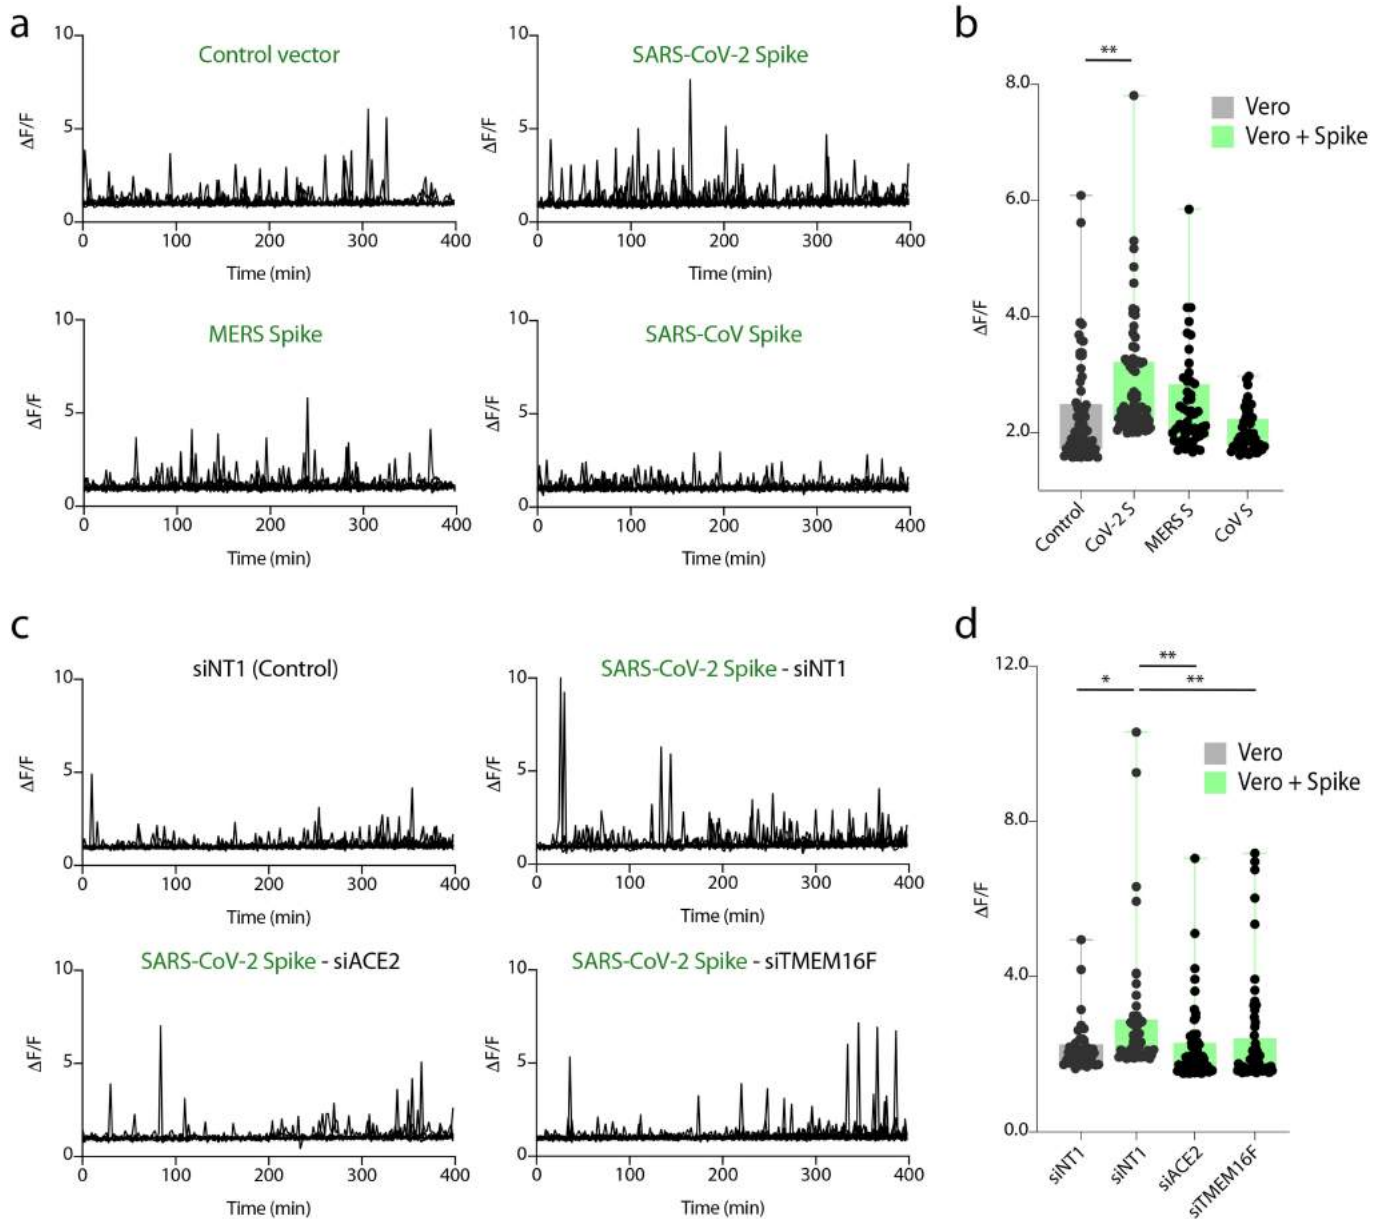 a
Control vector
10
5
0
ΔF/F
0 100 200 300 400
Time (min)
SARS-CoV-2 Spike
10
5
0
ΔF/F
0 100 200 300 400
Time (min)
MERS Spike
10
5
0
ΔF/F
0 100 200 300 400
Time (min)
SARS-CoV Spike
10
5
0
ΔF/F
0 100 200 300 400
Time (min)
b
**
8.0
6.0
4.0
2.0
ΔF/F
Vero
Vero + Spike
Control
CoV-2 S
MERS S
CoV S
c
siNT1 (Control)
10
5
0
ΔF/F
0 100 200 300 400
Time (min)
SARS-CoV-2 Spike - siNT1
10
5
0
ΔF/F
0 100 200 300 400
Time (min)
SARS-CoV-2 Spike - siACE2
10
5
0
ΔF/F
0 100 200 300 400
Time (min)
SARS-CoV-2 Spike - siTMEM16F
10
5
0
ΔF/F
0 100 200 300 400
Time (min)
d
**
* **
12.0
8.0
4.0
0.0
ΔF/F
Vero
Vero + Spike
siNT1
siNT1
siACE2
siTMEM16F